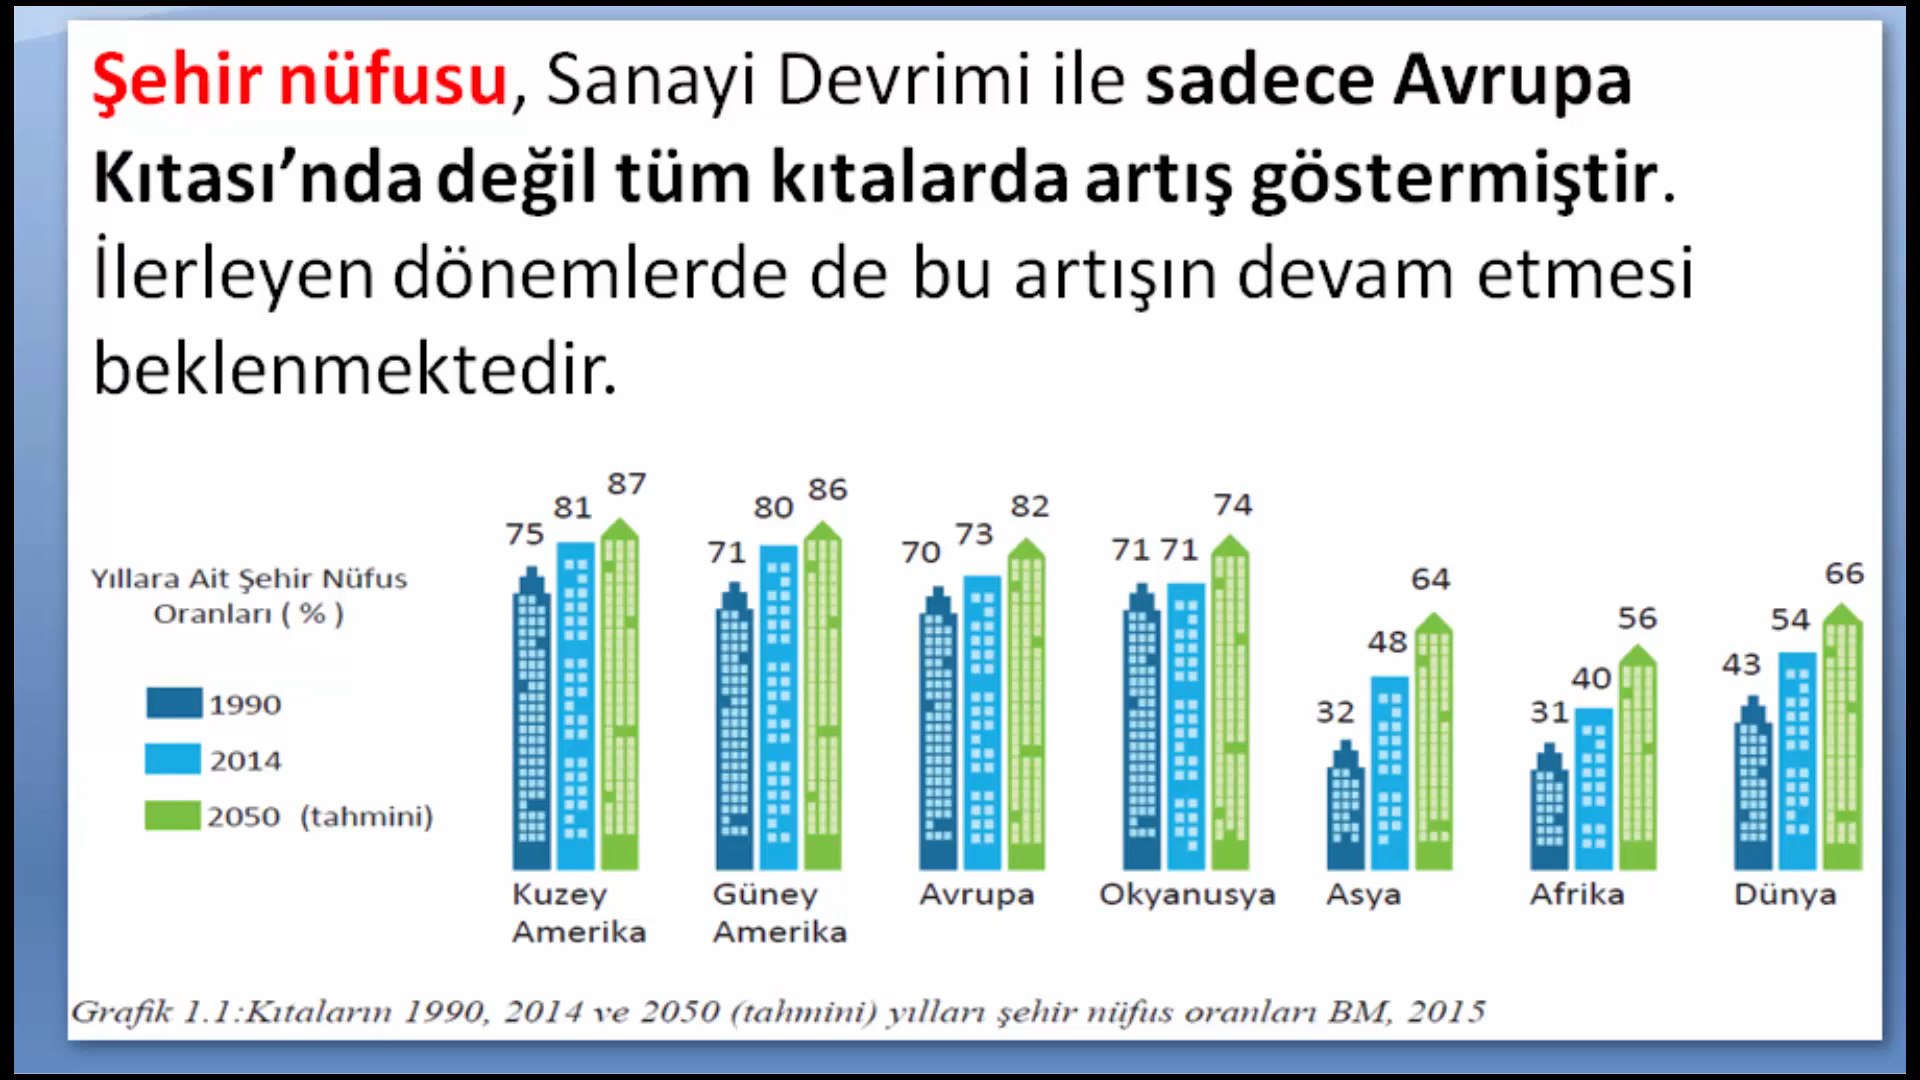 Şehir nüfusu, Sanayi Devrimi ile sadece Avrupa
Kıtası’nda değil tüm kıtalarda artış göstermiştir.
İlerleyen dönemlerde de bu artışın devam etmesi
beklenmektedir.
Yıllara Ait Şehir Nüfus
Oranları ( % )
1990
2014
2050 (tahmini)
75 81 87
Kuzey
Amerika
71 80 86
Güney
Amerika
70 73 82
Avrupa
71 71 74
Okyanusya
32 48 64
Asya
31 40 56
Afrika
43 54 66
Dünya
Grafik 1.1:Kıtaların 1990, 2014 ve 2050 (tahmini) yılları şehir nüfus oranları BM, 2015